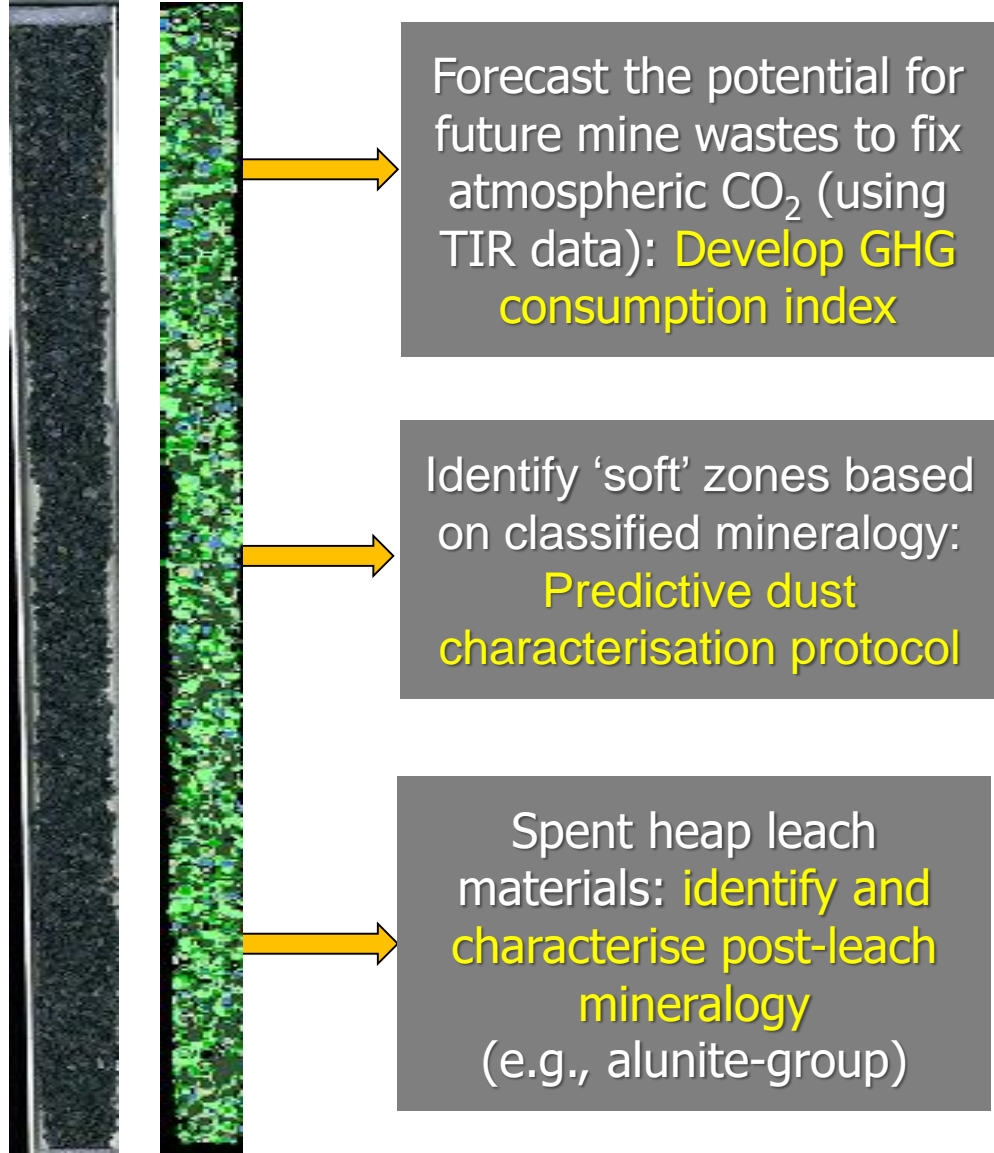 Forecast the potential for
future mine wastes to fix
atmospheric CO₂ (using
TIR data): Develop GHG
consumption index
Identify ‘soft’ zones based
on classified mineralogy:
Predictive dust
characterisation protocol
Spent heap leach
materials: identify and
characterise post-leach
mineralogy
(e.g., alunite-group)